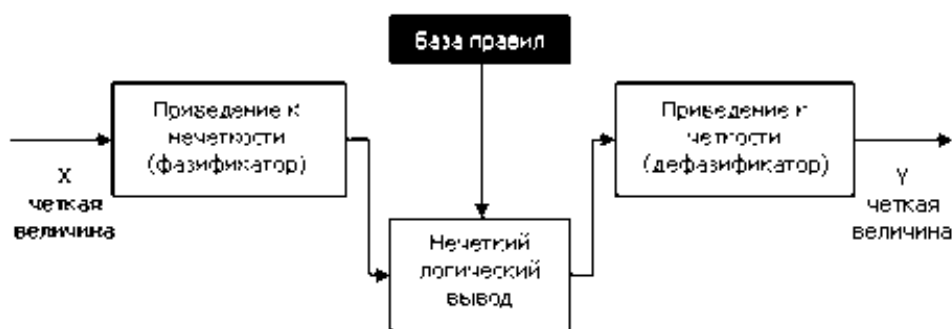 База правил
Приведение к
нечеткости
(фазификатор)
Приведение к
четкости
(дефазификатор)
X
четкая
величина
Y
четкая
величина
Нечеткий
логический
вывод